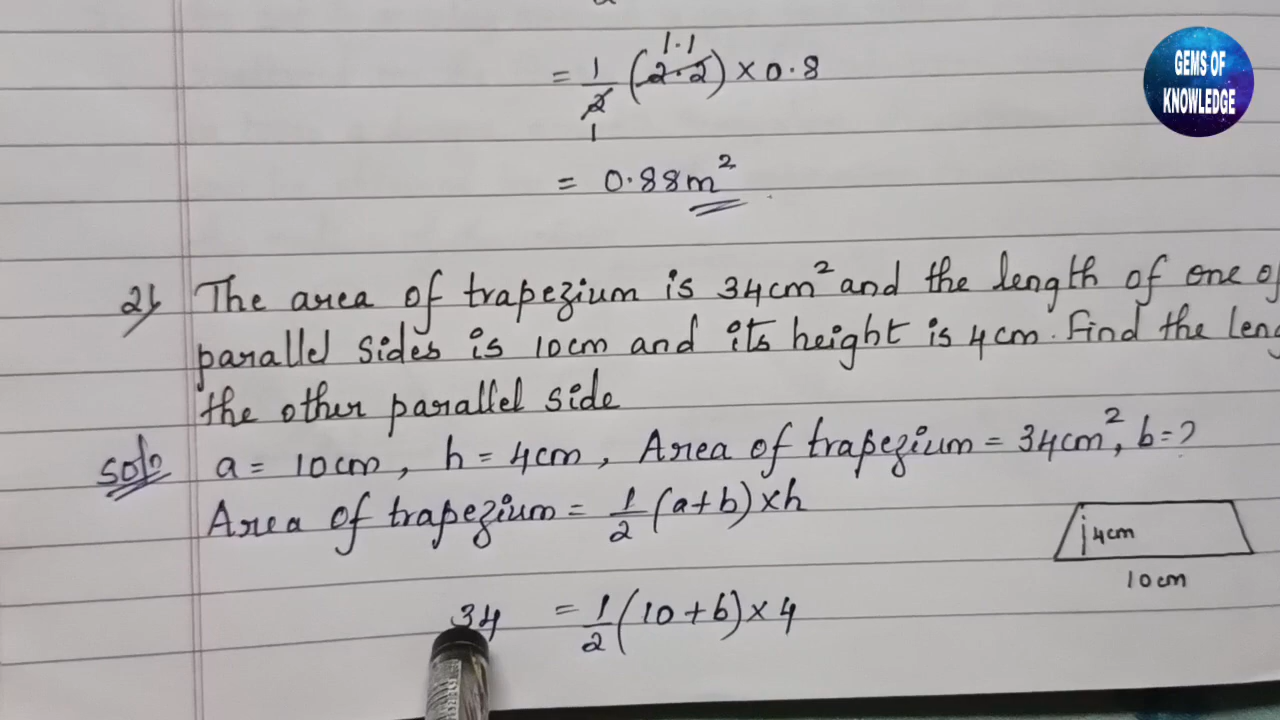 1.1
= 1/2 (2.2) × 0.8
1
= 0.88m²
GEMS OF
KNOWLEDGE
2) The area of trapezium is 34cm² and the length of one of
parallel sides is 10cm and its height is 4cm. Find the leng
the other parallel side
Sol: a = 10cm, h = 4cm, Area of trapezium = 34cm², b = ?
Area of trapezium = 1/2 (a+b)×h
4cm
10cm
34 = 1/2 (10+b)×4